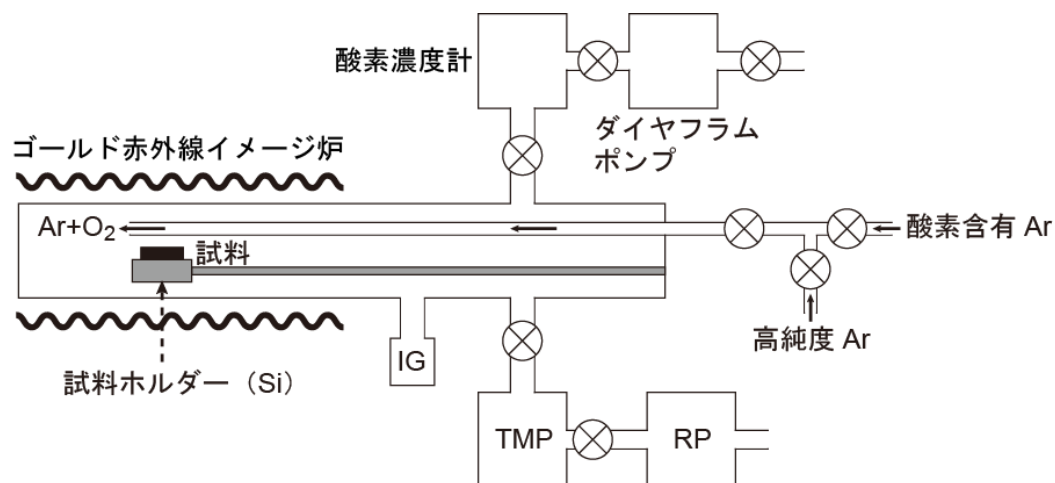 酸素濃度計
ダイヤフラム
ポンプ
ゴールド赤外線イメージ炉
Ar+O₂
試料
酸素含有 Ar
高純度 Ar
IG
試料ホルダー（Si）
TMP
RP